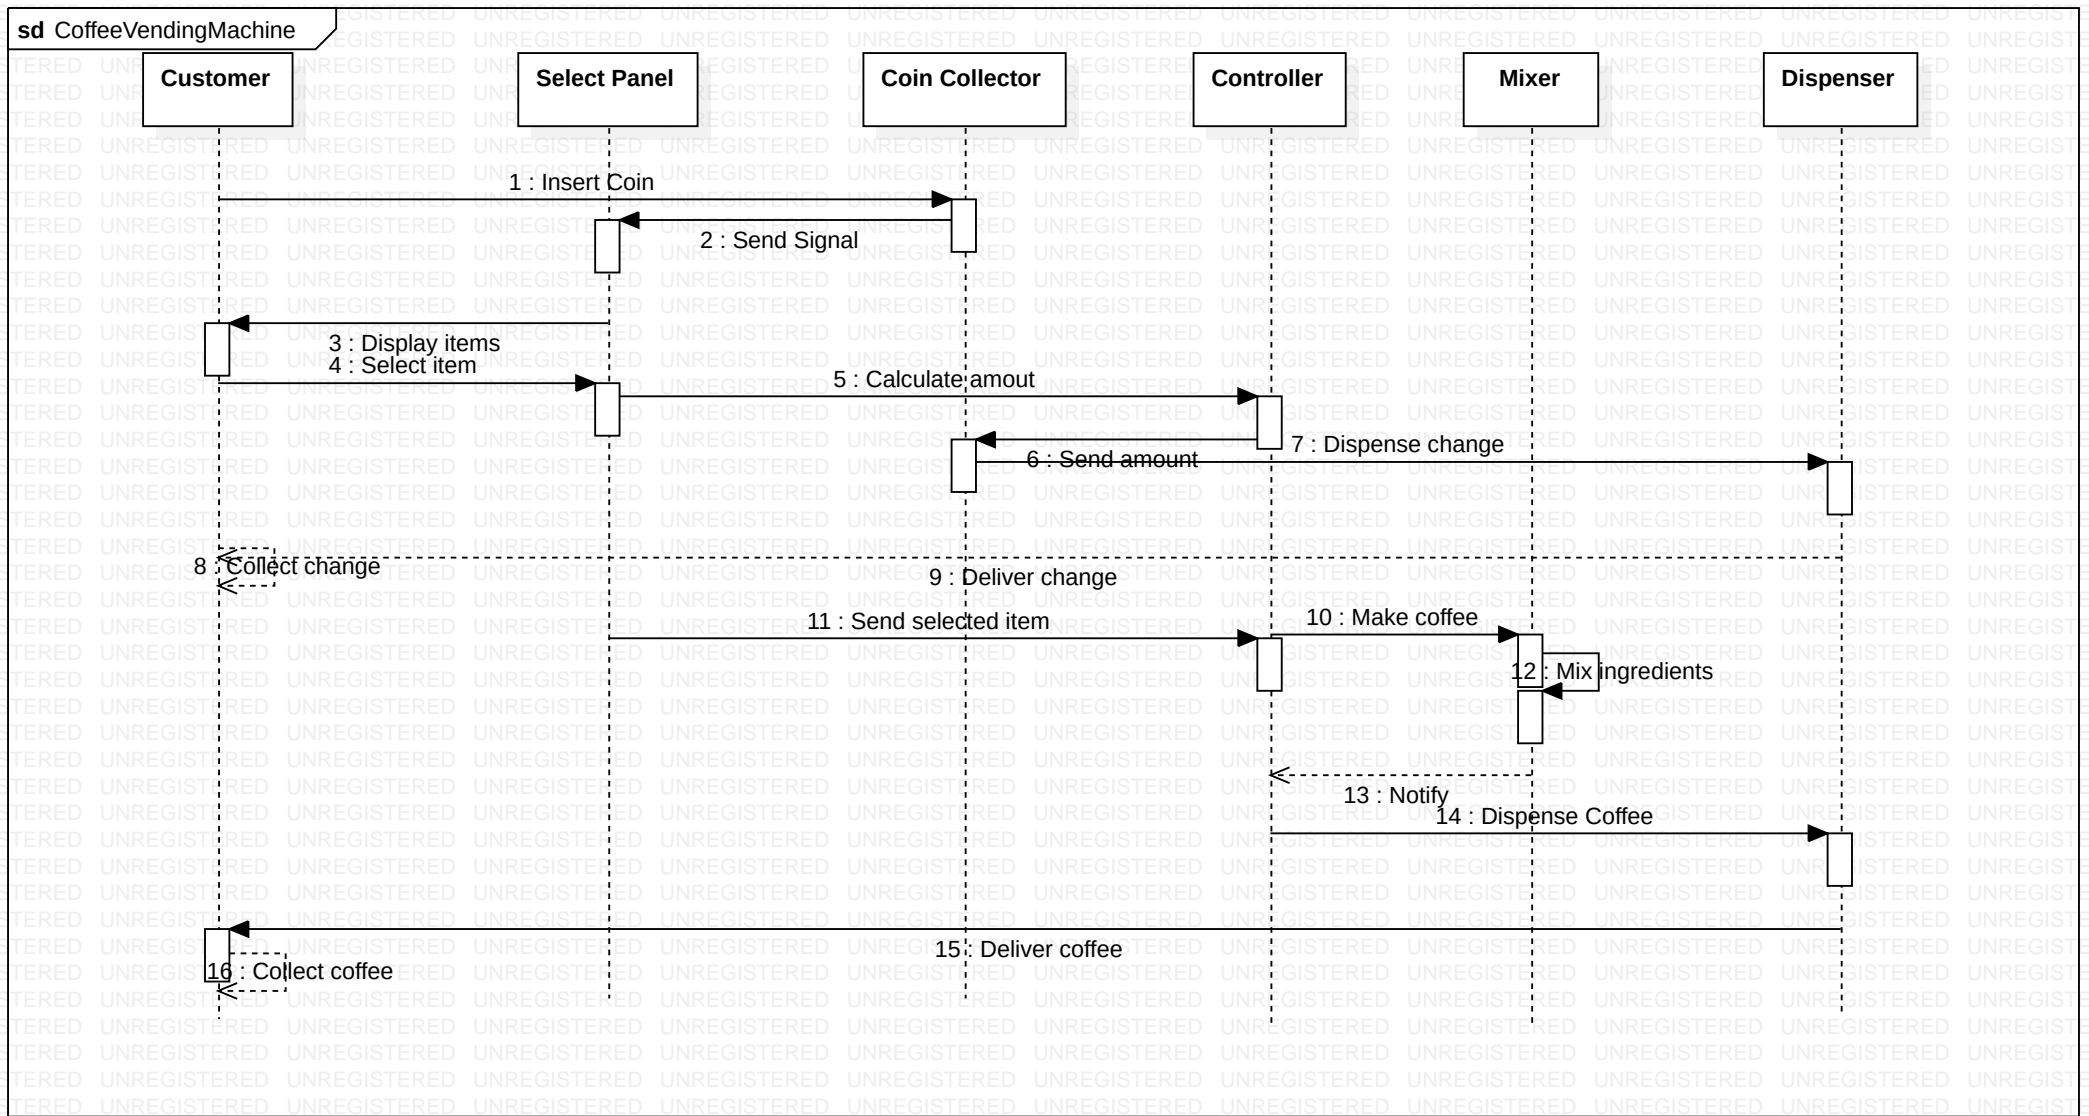 sd CoffeeVendingMachine
Customer
Select Panel
Coin Collector
Controller
Mixer
Dispenser
1 : Insert Coin
2 : Send Signal
3 : Display items
4 : Select item
5 : Calculate amout
6 : Send amount
7 : Dispense change
8 : Collect change
9 : Deliver change
11 : Send selected item
10 : Make coffee
12 : Mix ingredients
13 : Notify
14 : Dispense Coffee
15 : Deliver coffee
16 : Collect coffee
UNREGISTERED